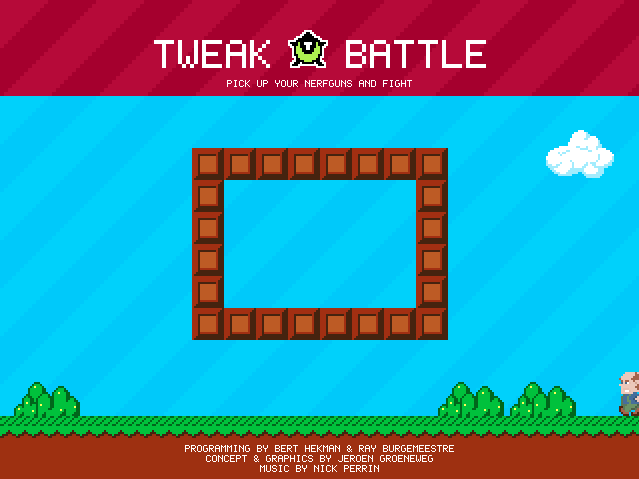 TWEAK BATTLE
PICK UP YOUR NERFGUNS AND FIGHT
PROGRAMMING BY BERT HEKMAN & RAY BURGEMEESTRE
CONCEPT & GRAPHICS BY JEROEN GROENEWEG
MUSIC BY NICK PERRIN